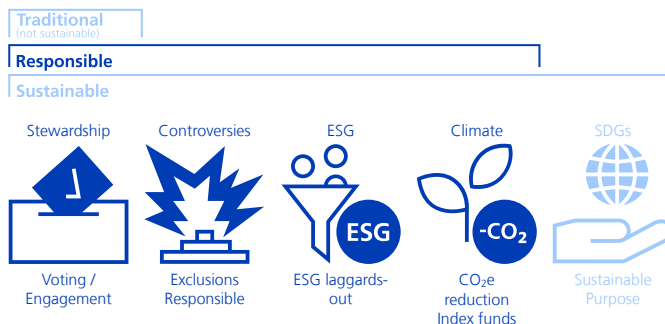 Traditional
(not sustainable)
Responsible
Sustainable
Stewardship
Controversies
ESG
Climate
SDGs
ESG
-CO₂
Voting /
Engagement
Exclusions
Responsible
ESG laggards-
out
CO₂e
reduction
Index funds
Sustainable
Purpose